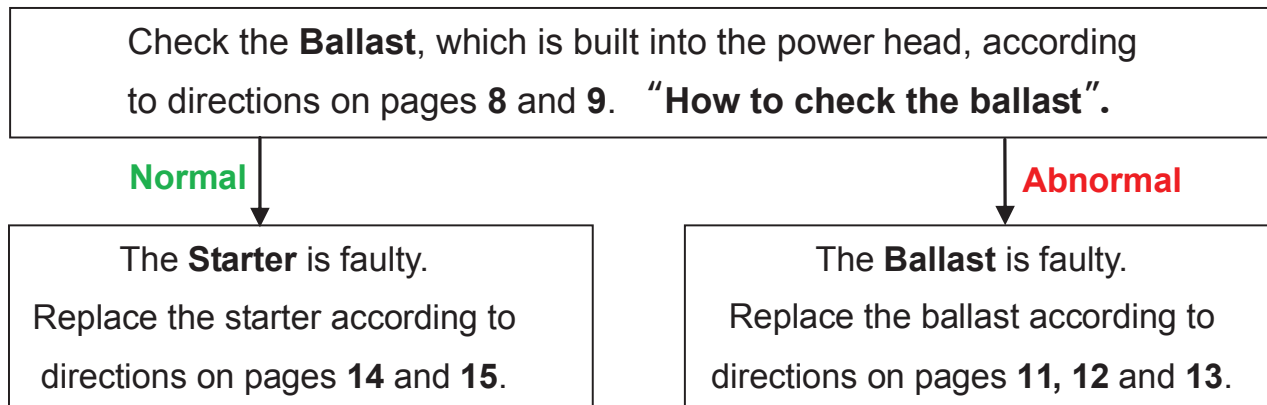 Check the Ballast, which is built into the power head, according
to directions on pages 8 and 9. “How to check the ballast”.
Normal
Abnormal
The Starter is faulty.
Replace the starter according to
directions on pages 14 and 15.
The Ballast is faulty.
Replace the ballast according to
directions on pages 11, 12 and 13.